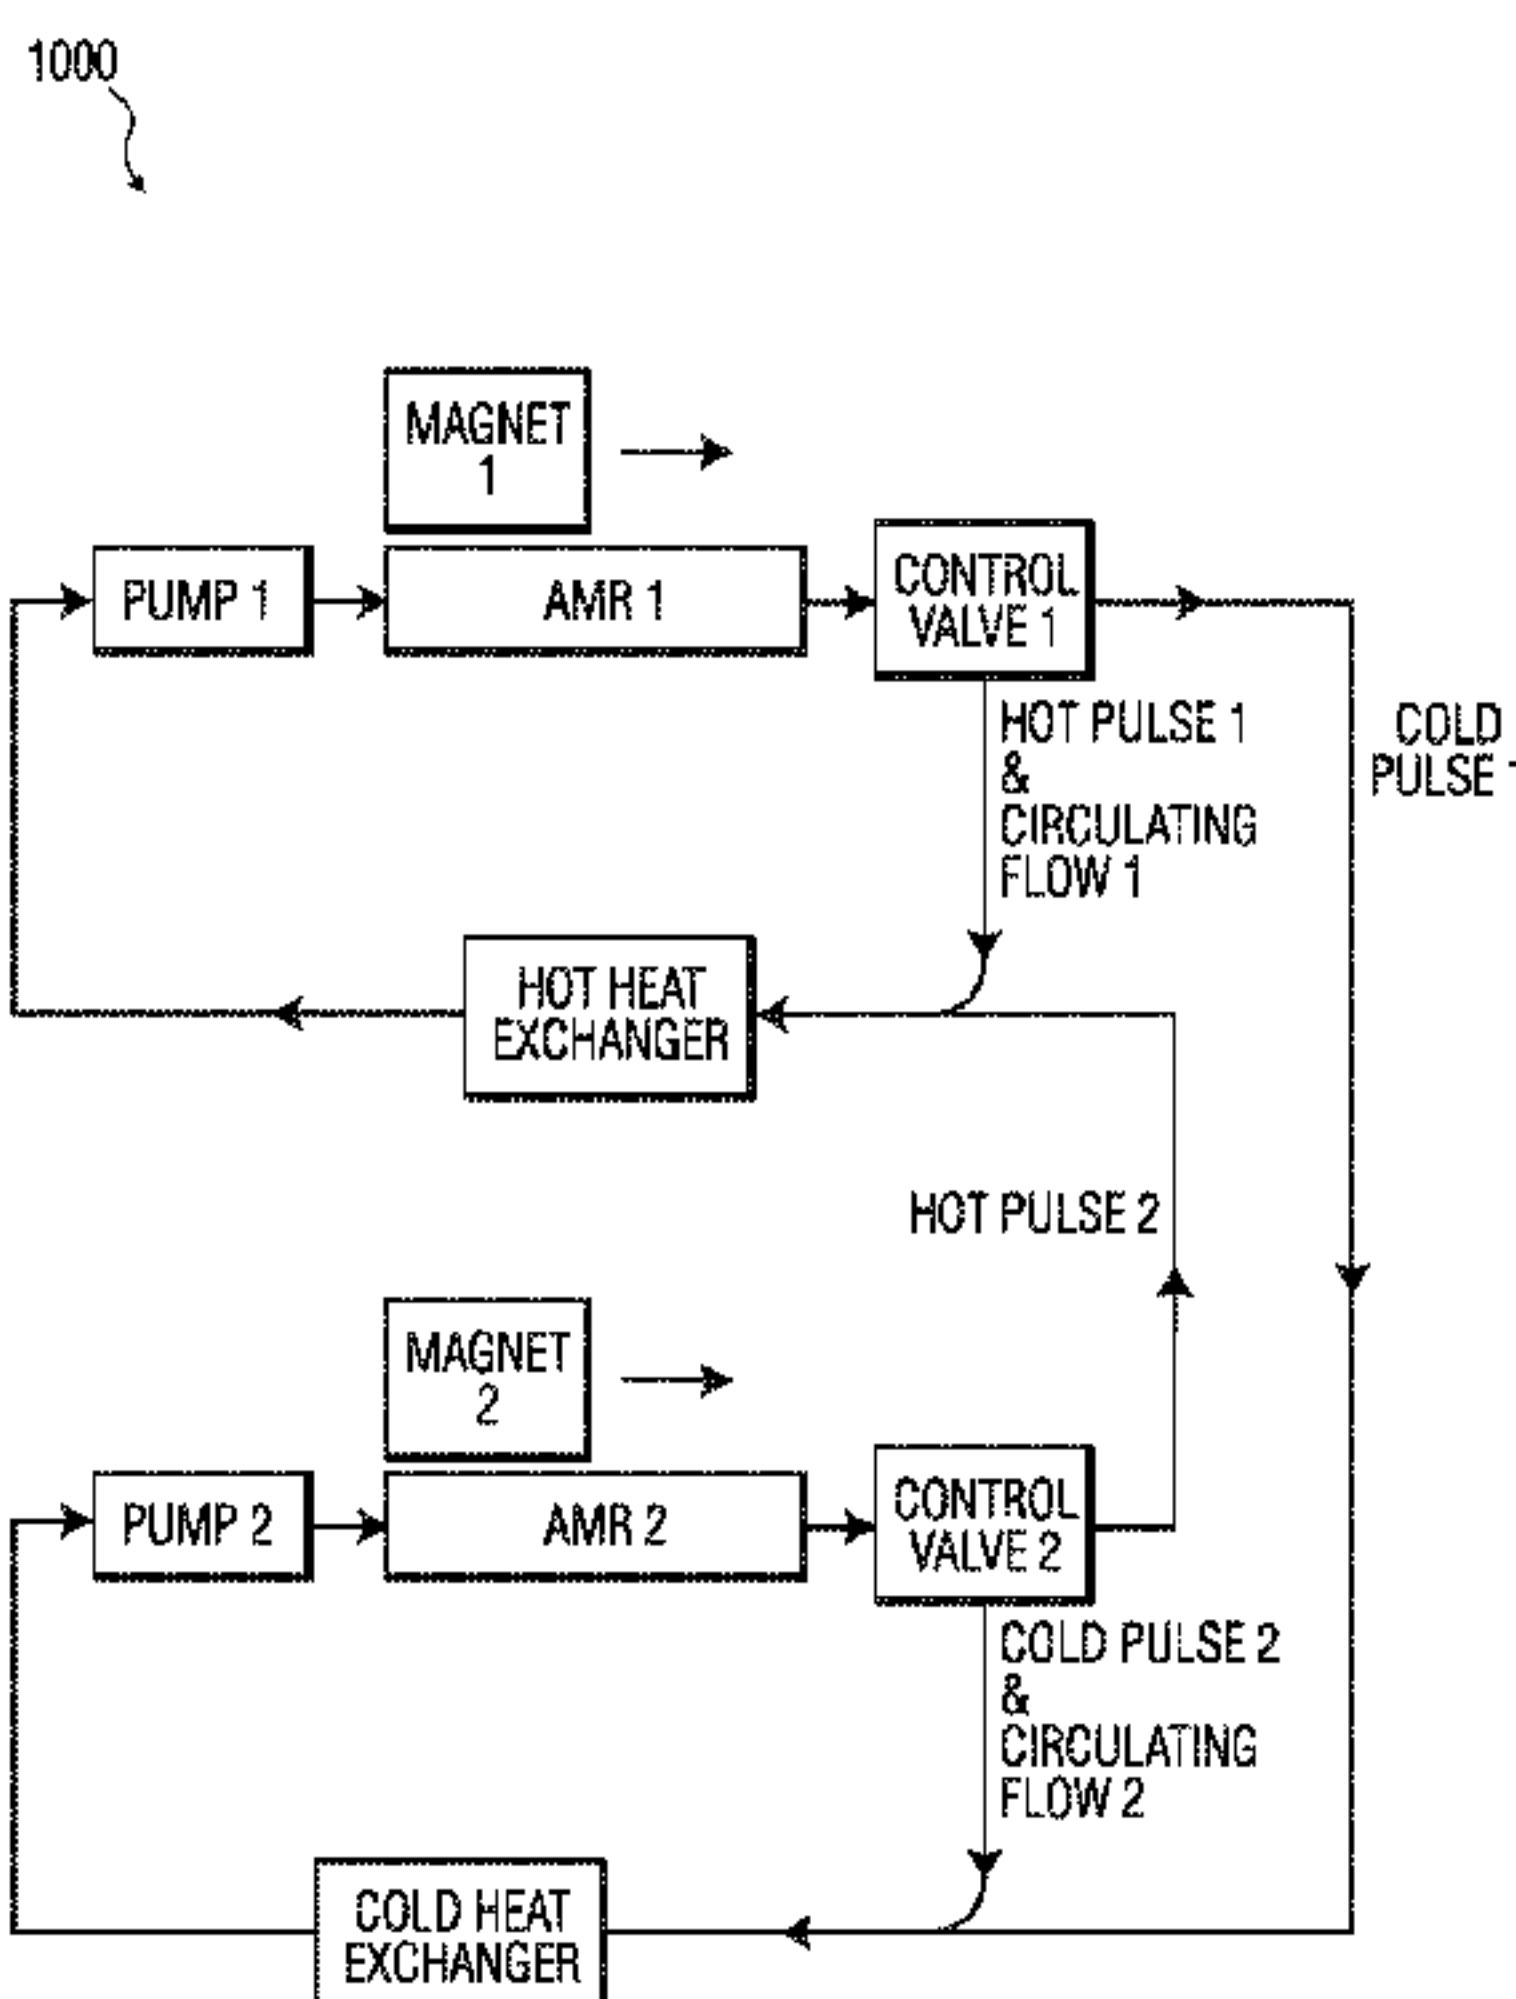 1000
MAGNET
1
PUMP 1
AMR 1
CONTROL
VALVE 1
HOT PULSE 1
&
CIRCULATING
FLOW 1
COLD
PULSE 1
HOT HEAT
EXCHANGER
HOT PULSE 2
MAGNET
2
PUMP 2
AMR 2
CONTROL
VALVE 2
COLD PULSE 2
&
CIRCULATING
FLOW 2
COLD HEAT
EXCHANGER